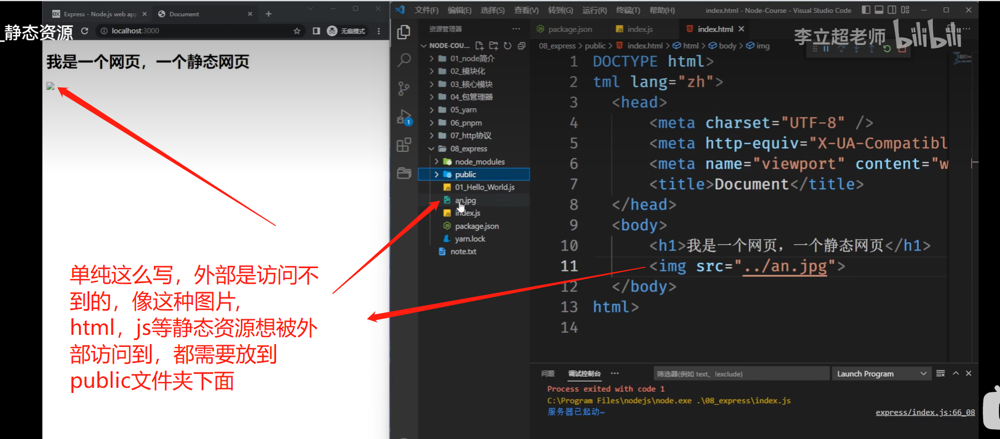 _静态资源
Express - Node.js web app
Document
localhost:3000
无痕模式
我是一个网页，一个静态网页
单纯这么写，外部是访问不
到的，像这种图片，
html，js等静态资源想被外
部访问到，都需要放到
public文件夹下面
文件(F) 编辑(E) 选择(S) 查看(V) 转到(G) 运行(R) 终端(T) 帮助(H)
index.html - Node-Course - Visual Studio Code
资源管理器
NODE-COU...
01_node简介
02_模块化
03_核心模块
04_包管理器
05_yarn
06_pnpm
07_http协议
08_express
node_modules
public
01_Hello_World.js
an.jpg
index.js
package.json
yarn.lock
note.txt
1
package.json
index.js
index.html
李立超老师 bilibili
08_express > public > index.html > html > body > img
1 DOCTYPE html>
2 tml lang="zh">
3 <head>
4 <meta charset="UTF-8" />
5 <meta http-equiv="X-UA-Compatibl
6 <meta name="viewport" content="w
7 <title>Document</title>
8 </head>
9 <body>
10 <h1>我是一个网页，一个静态网页</h1>
11 <img src="../an.jpg">
12 </body>
13 html>
14
问题 调试控制台
筛选器(例如 text、!exclude)
Launch Program
Process exited with code 1
C:\Program Files\nodejs\node.exe .\08_express\index.js
服务器已起动~
express/index.js:66_08